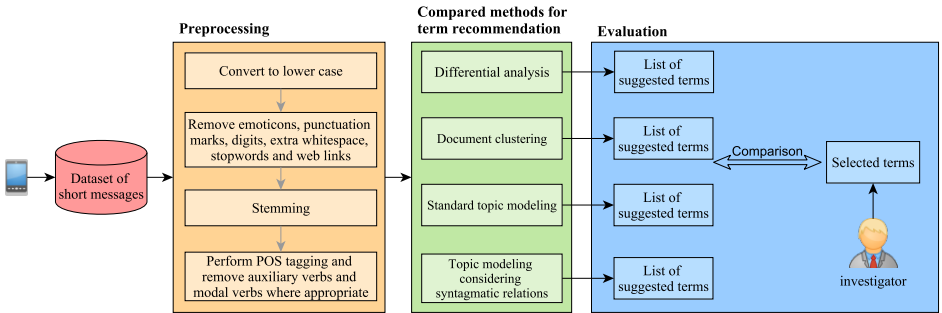 Preprocessing
Compared methods for
term recommendation
Evaluation
Dataset of
short messages
Convert to lower case
Remove emoticons, punctuation
marks, digits, extra whitespace,
stopwords and web links
Stemming
Perform POS tagging and
remove auxiliary verbs and
modal verbs where appropriate
Differential analysis
Document clustering
Standard topic modeling
Topic modeling
considering
syntagmatic relations
List of
suggested terms
List of
suggested terms
List of
suggested terms
List of
suggested terms
Comparison
Selected terms
investigator